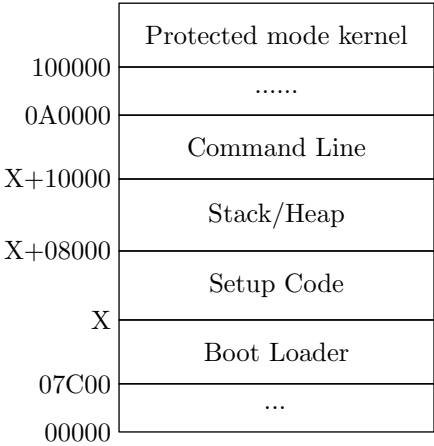 Protected mode kernel
100000
......
0A0000
Command Line
X+10000
Stack/Heap
X+08000
Setup Code
X
Boot Loader
07C00
...
00000